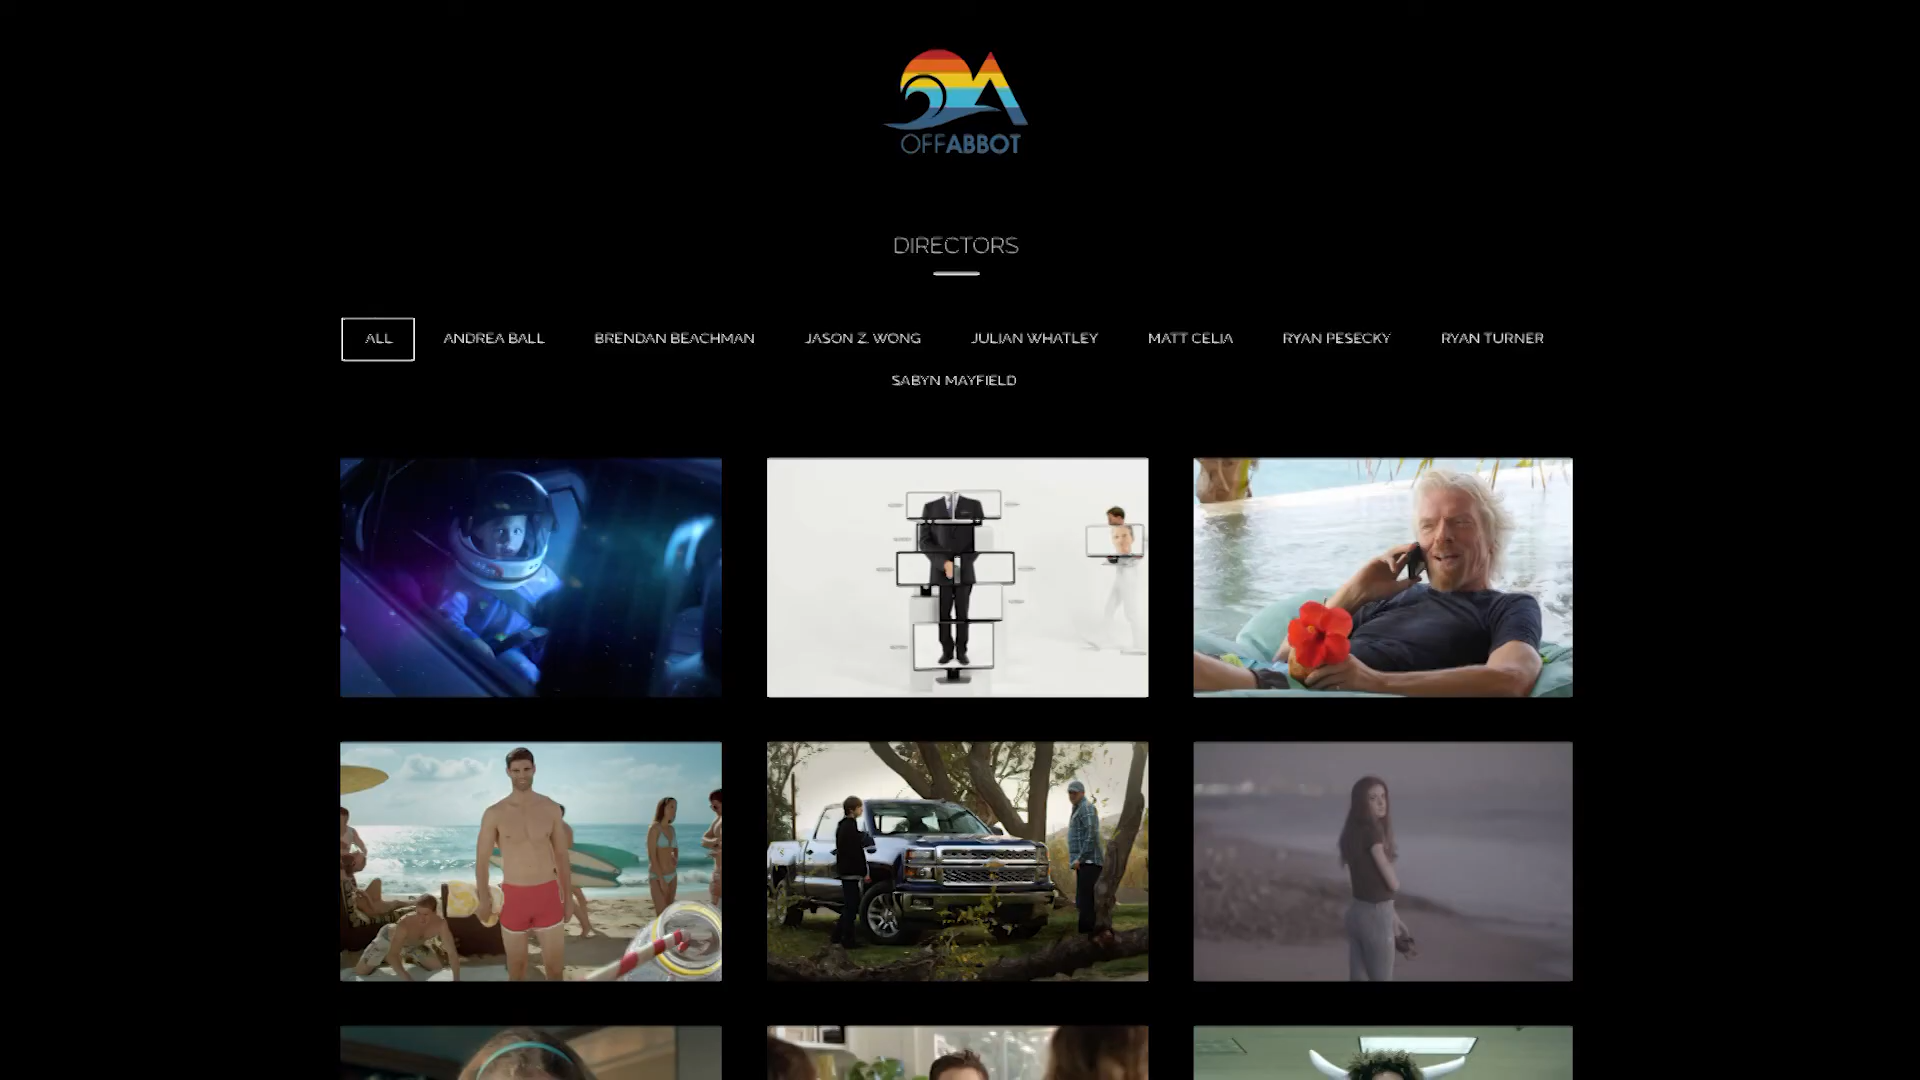 OFFABBOT
DIRECTORS
ALL ANDREA BALL BRENDAN BEACHMAN JASON Z. WONG JULIAN WHATLEY MATT CELIA RYAN PESECKY RYAN TURNER
SABYN MAYFIELD